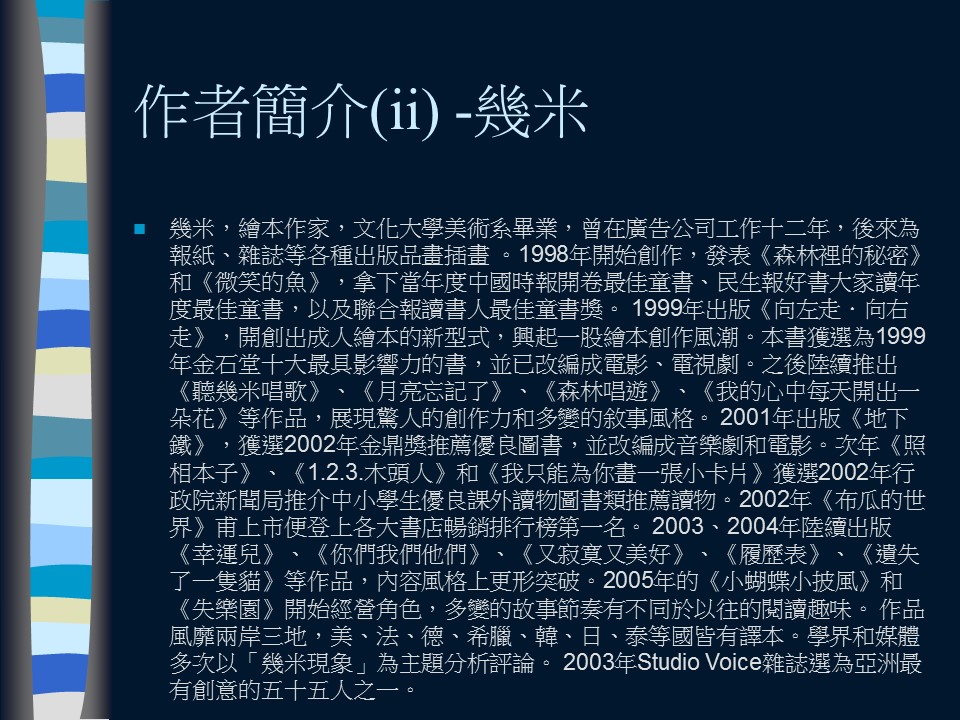 作者簡介(ii) -幾米
幾米，繪本作家，文化大學美術系畢業，曾在廣告公司工作十二年，後來為
報紙、雜誌等各種出版品畫插畫 。1998年開始創作，發表《森林裡的秘密》
和《微笑的魚》，拿下當年度中國時報開卷最佳童書、民生報好書大家讀年
度最佳童書，以及聯合報讀書人最佳童書獎。 1999年出版《向左走．向右
走》，開創出成人繪本的新型式，興起一股繪本創作風潮。本書獲選為1999
年金石堂十大最具影響力的書，並已改編成電影、電視劇。之後陸續推出
《聽幾米唱歌》、《月亮忘記了》、《森林唱遊》、《我的心中每天開出一
朵花》等作品，展現驚人的創作力和多變的敘事風格。 2001年出版《地下
鐵》，獲選2002年金鼎獎推薦優良圖書，並改編成音樂劇和電影。次年《照
相本子》、《1.2.3.木頭人》和《我只能為你畫一張小卡片》獲選2002年行
政院新聞局推介中小學生優良課外讀物圖書類推薦讀物。2002年《布瓜的世
界》甫上市便登上各大書店暢銷排行榜第一名。 2003、2004年陸續出版
《幸運兒》、《你們我們他們》、《又寂寞又美好》、《履歷表》、《遺失
了一隻貓》等作品，內容風格上更形突破。2005年的《小蝴蝶小披風》和
《失樂園》開始經營角色，多變的故事節奏有不同於以往的閱讀趣味。 作品
風靡兩岸三地，美、法、德、希臘、韓、日、泰等國皆有譯本。學界和媒體
多次以「幾米現象」為主題分析評論。 2003年Studio Voice雜誌選為亞洲最
有創意的五十五人之一。